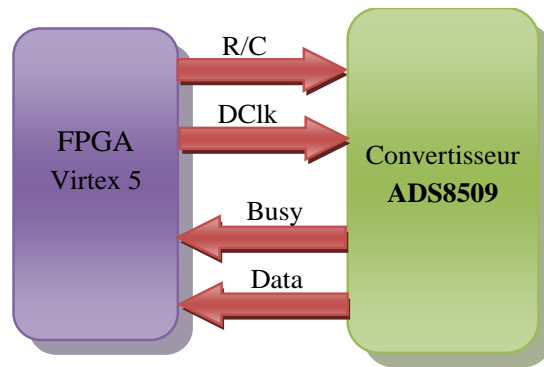 R/C
DClk
FPGA
Virtex 5
Convertisseur
ADS8509
Busy
Data